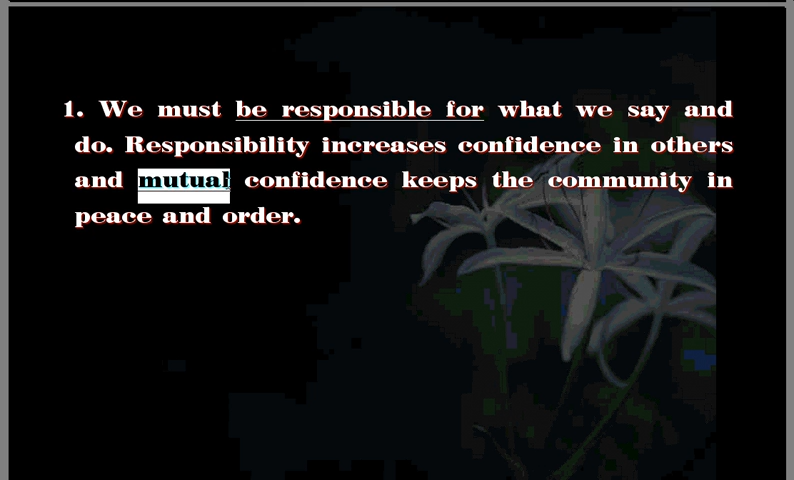 1. We must be responsible for what we say and
do. Responsibility increases confidence in others
and mutual confidence keeps the community in
peace and order.